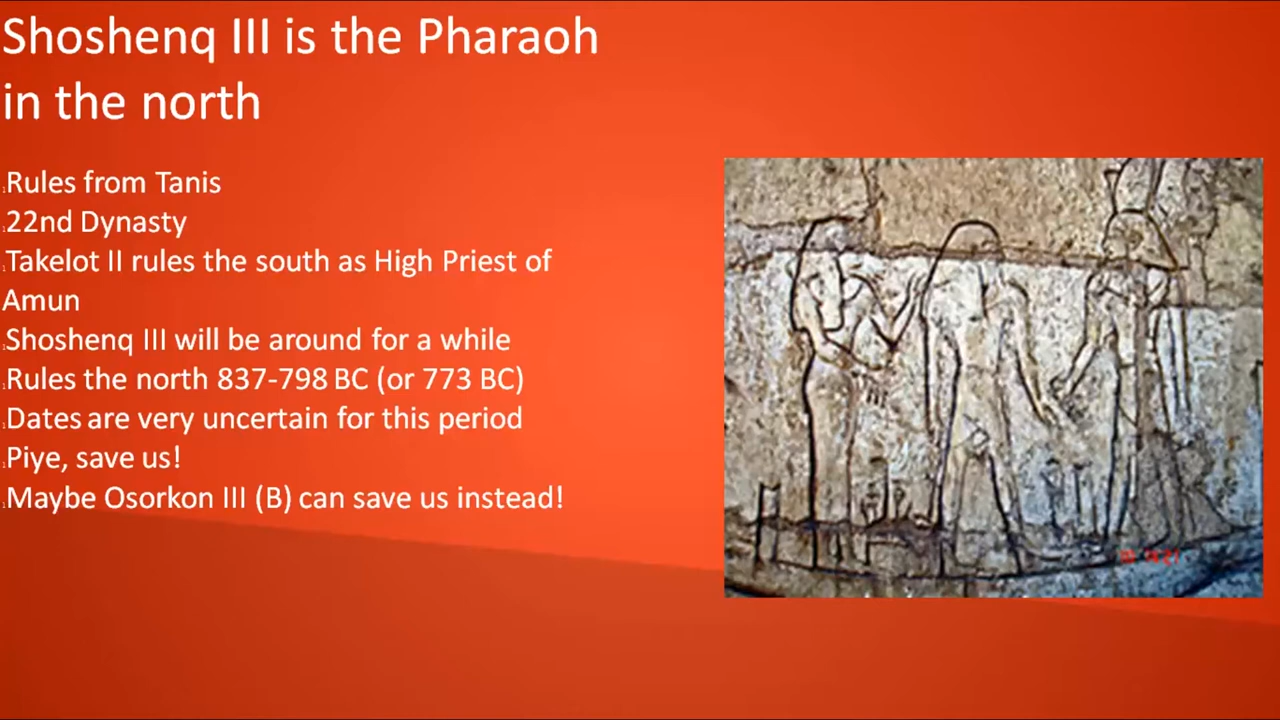 Shoshenq III is the Pharaoh
in the north
Rules from Tanis
22nd Dynasty
Takelot II rules the south as High Priest of
Amun
Shoshenq III will be around for a while
Rules the north 837-798 BC (or 773 BC)
Dates are very uncertain for this period
Piye, save us!
Maybe Osorkon III (B) can save us instead!